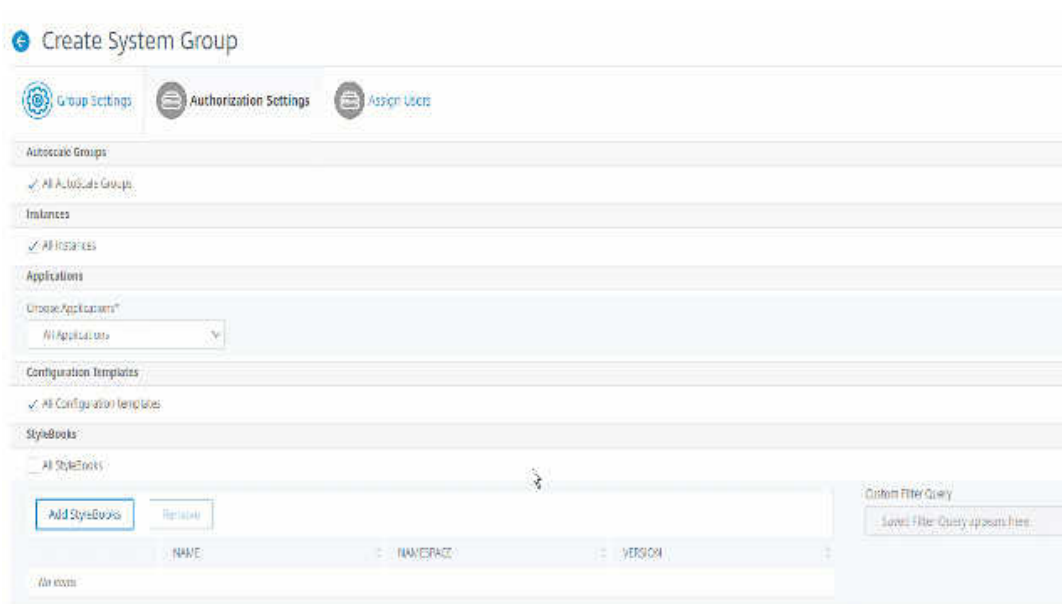 Create System Group
Group Settings
Authorization Settings
Assign Users
Autoscale Groups
All AutoScale Groups
Instances
All Instances
Applications
Choose Applications*
All Applications
Configuration Templates
All Configuration templates
StyleBooks
All StyleBooks
Add StyleBooks Remove
Custom Filter Query
Saved Filter Query appears here
NAME NAMESPACE VERSION
No items